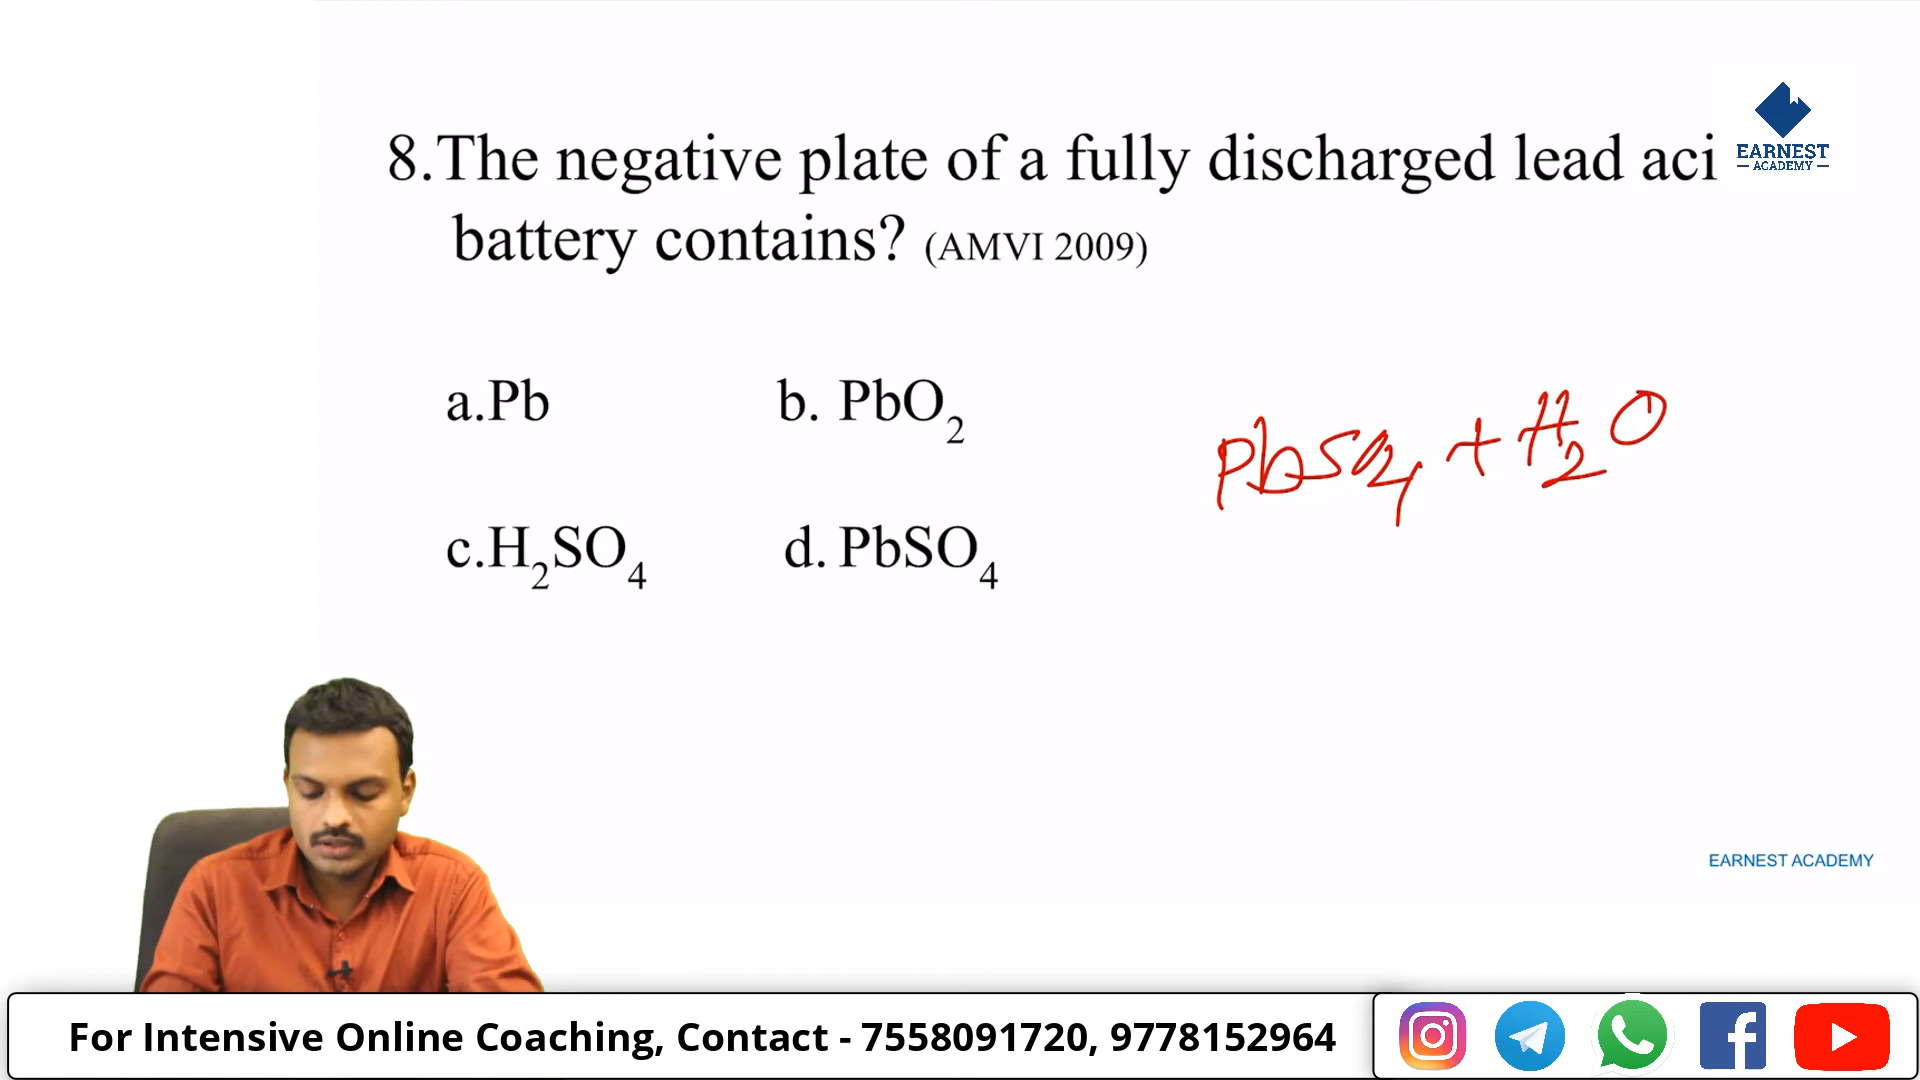 8.The negative plate of a fully discharged lead aci
battery contains? (AMVI 2009)
EARNEST
ACADEMY
a.Pb
b. PbO₂
PbSO₄ + H₂O
c.H₂SO₄
d. PbSO₄
EARNEST ACADEMY
For Intensive Online Coaching, Contact - 7558091720, 9778152964